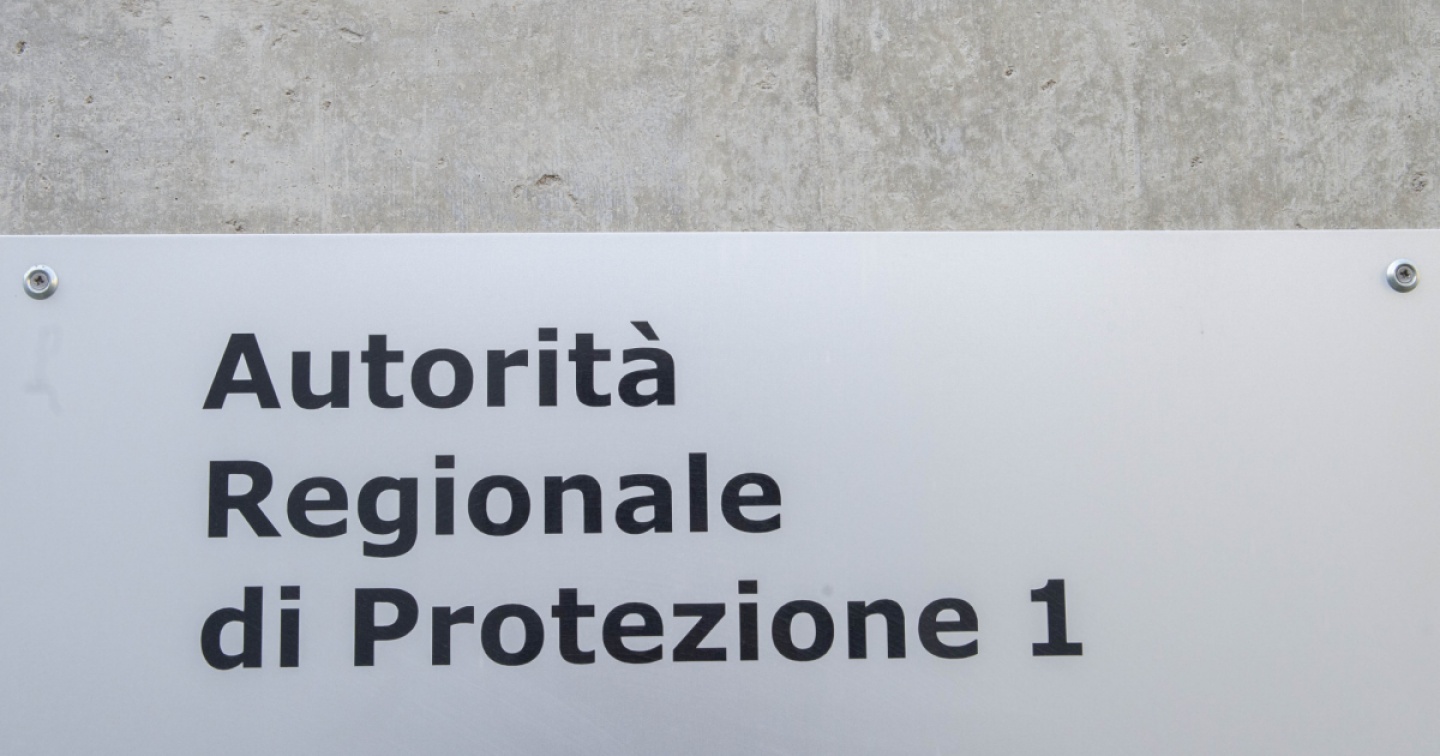 Autorità
Regionale
di Protezione 1